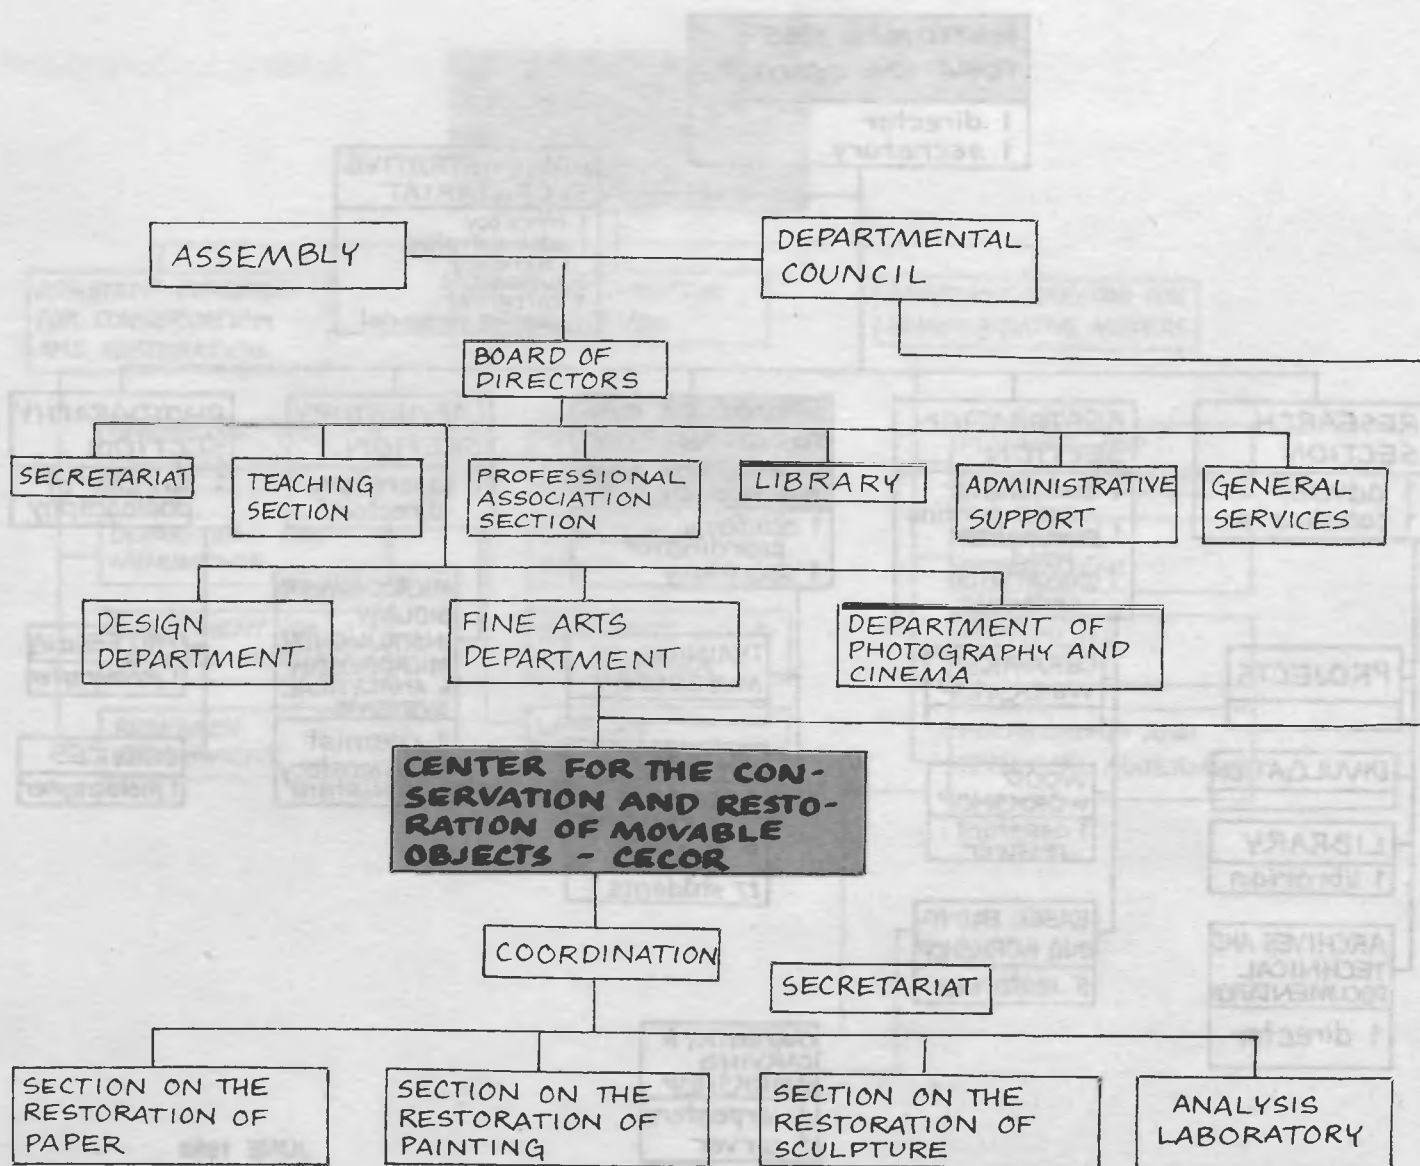 ASSEMBLY
DEPARTMENTAL
COUNCIL
BOARD OF
DIRECTORS
SECRETARIAT
TEACHING
SECTION
PROFESSIONAL
ASSOCIATION
SECTION
LIBRARY
ADMINISTRATIVE
SUPPORT
GENERAL
SERVICES
DESIGN
DEPARTMENT
FINE ARTS
DEPARTMENT
DEPARTMENT OF
PHOTOGRAPHY AND
CINEMA
CENTER FOR THE CON-
SERVATION AND RESTO-
RATION OF MOVABLE
OBJECTS - CECOR
COORDINATION
SECRETARIAT
SECTION ON THE
RESTORATION OF
PAPER
SECTION ON THE
RESTORATION OF
PAINTING
SECTION ON THE
RESTORATION OF
SCULPTURE
ANALYSIS
LABORATORY